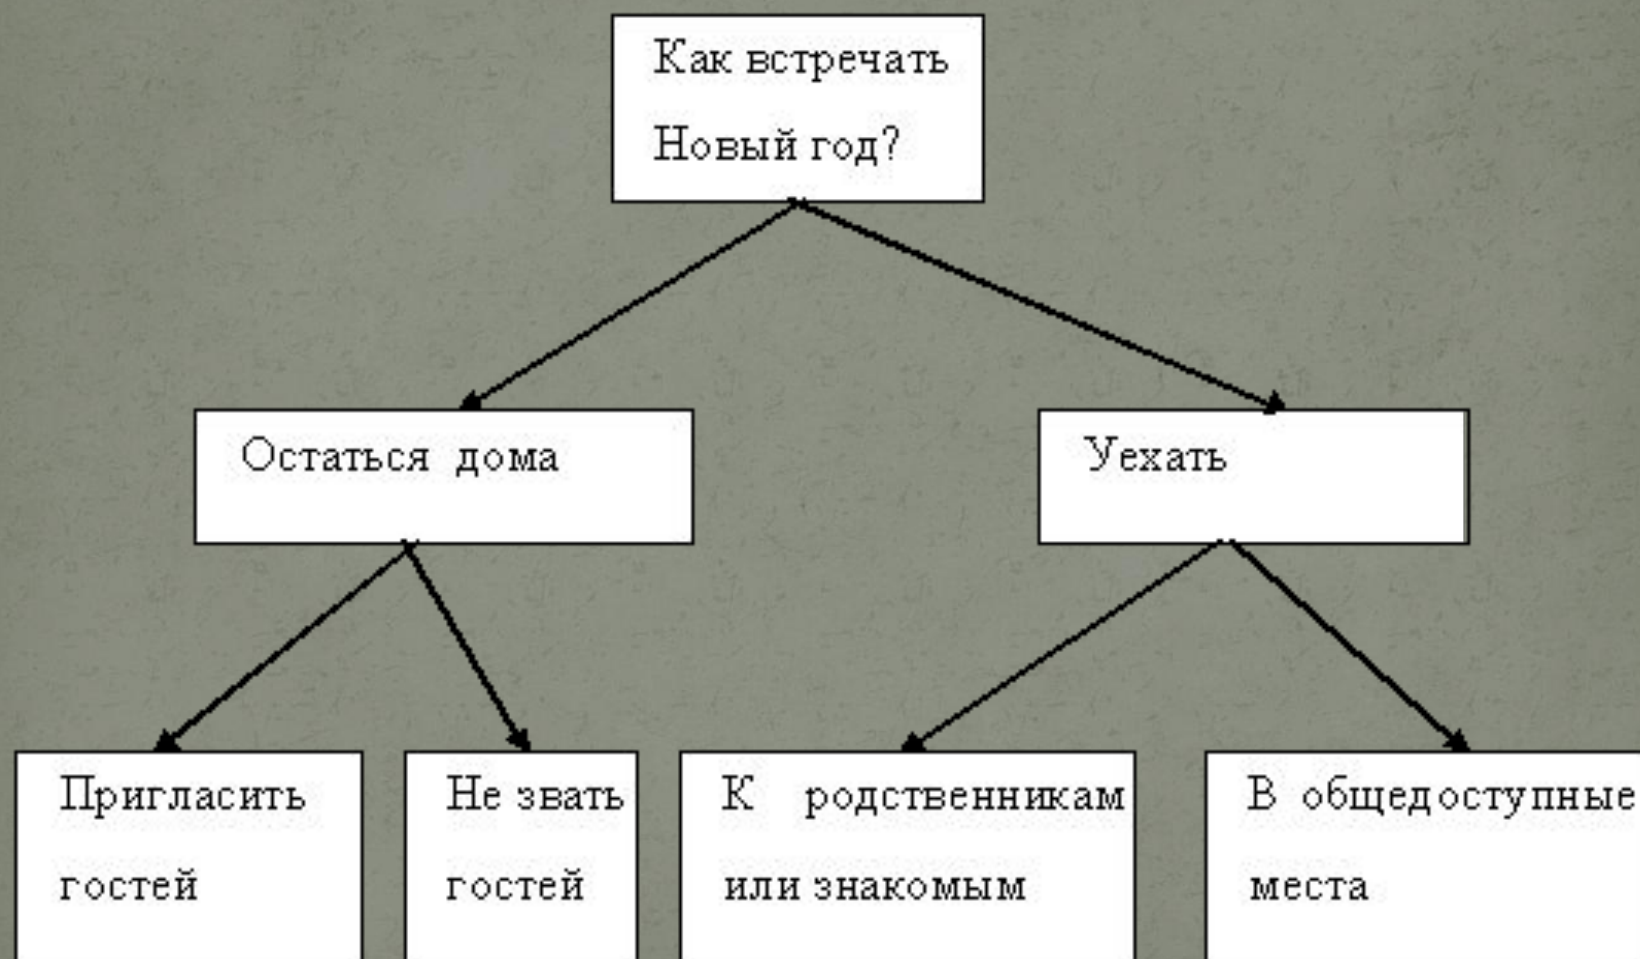 Как встречать
Новый год?
Остаться дома
Уехать
Пригласить
гостей
Не звать
гостей
К родственникам
или знакомым
В общедоступные
места